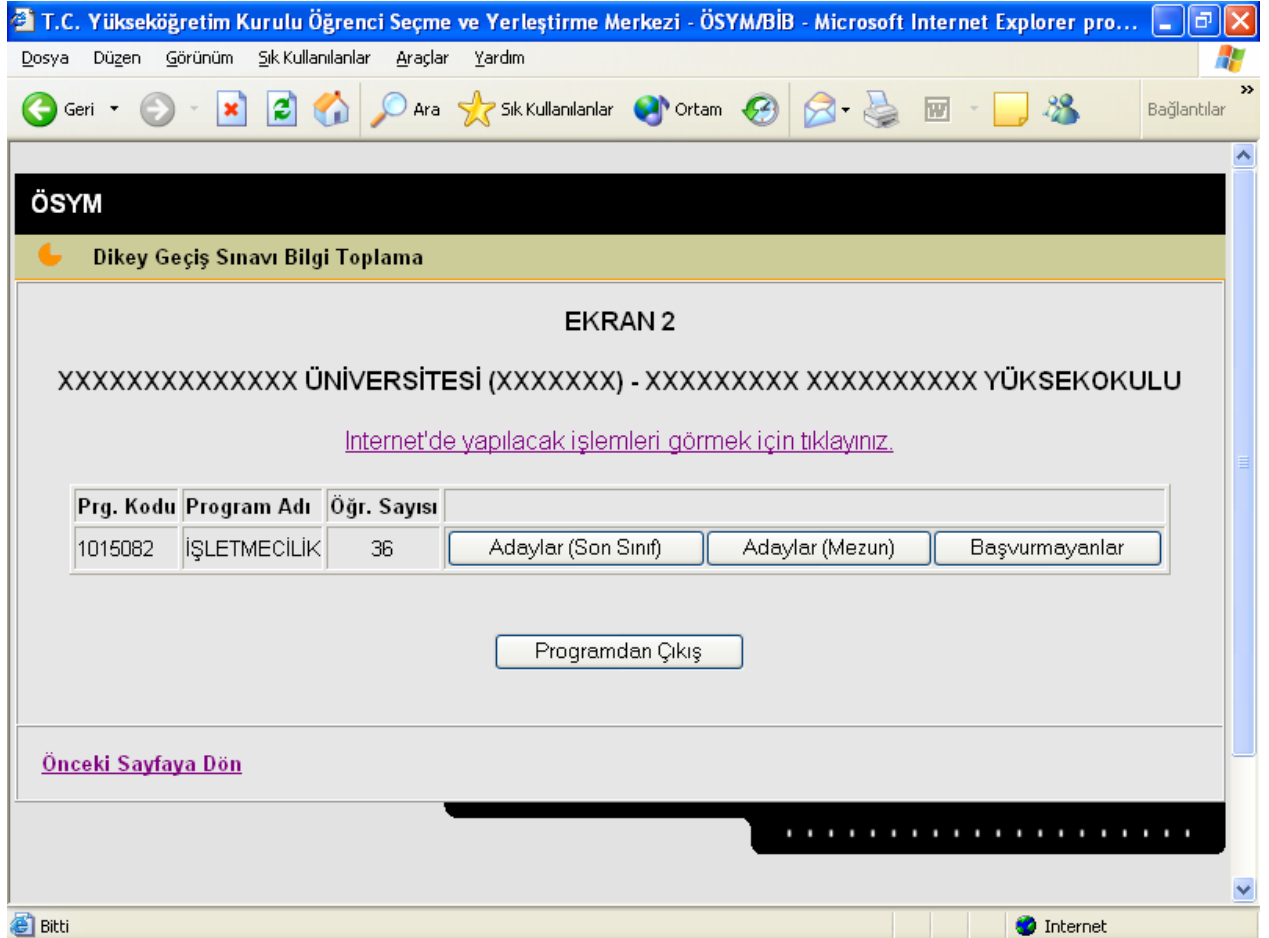 T.C. Yükseköğretim Kurulu Öğrenci Seçme ve Yerleştirme Merkezi - ÖSYM/BİB - Microsoft Internet Explorer pro...
Dosya Düzen Görünüm Sık Kullanılanlar Araçlar Yardım
Geri Ara Sık Kullanılanlar Ortam Bağlantılar
ÖSYM
Dikey Geçiş Sınavı Bilgi Toplama
EKRAN 2
XXXXXXXXXXXXXX ÜNİVERSİTESİ (XXXXXXX) - XXXXXXXXX XXXXXXXXXX YÜKSEKOKULU
Internet'de yapılacak işlemleri görmek için tıklayınız.
Prg. Kodu Program Adı Öğr. Sayısı
1015082 İŞLETMECİLİK 36 Adaylar (Son Sınıf) Adaylar (Mezun) Başvurmayanlar
Programdan Çıkış
Önceki Sayfaya Dön
Bitti Internet